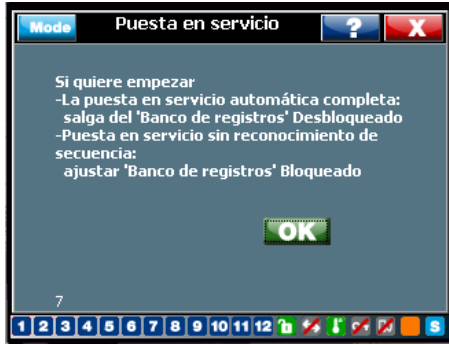 Mode Puesta en servicio ? X
Si quiere empezar
-La puesta en servicio automática completa:
salga del 'Banco de registros' Desbloqueado
-Puesta en servicio sin reconocimiento de
secuencia:
ajustar 'Banco de registros' Bloqueado
OK
7
1 2 3 4 5 6 7 8 9 10 11 12 S